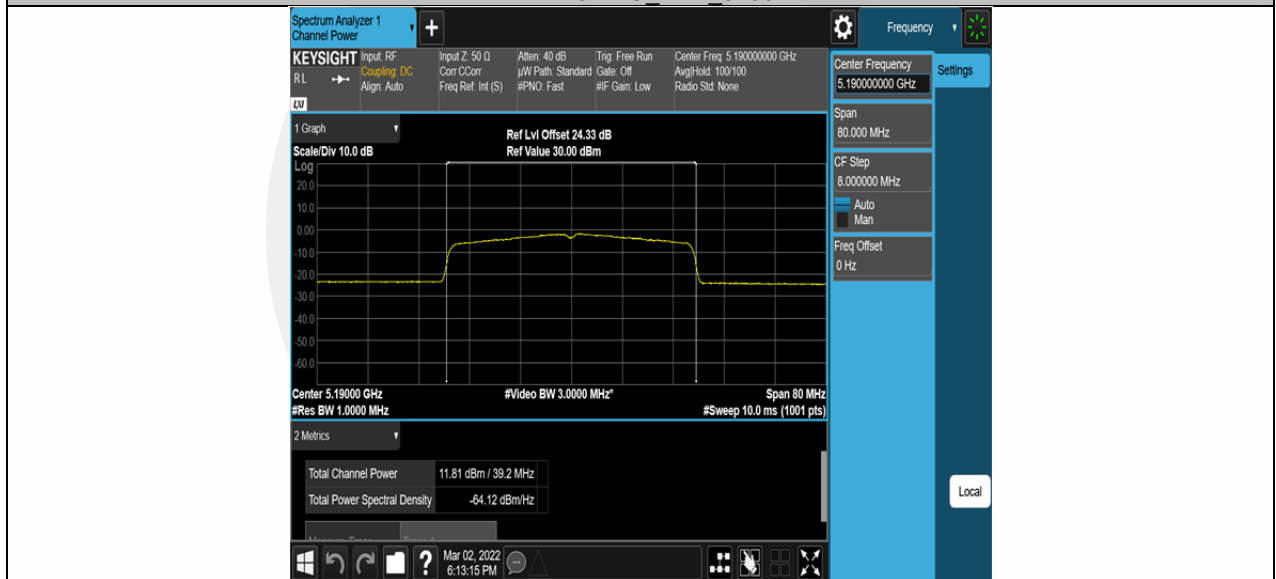 Spectrum Analyzer 1
Channel Power
+
Frequency
KEYSIGHT
RL
LXI
Input: RF
Coupling: DC
Align: Auto
Input Z: 50 Ω
Corr CCorr
Freq Ref: Int (S)
Atten: 40 dB
µW Path: Standard
#PNO: Fast
Trig: Free Run
Gate: Off
#IF Gain: Low
Center Freq: 5.190000000 GHz
Avg|Hold: 100/100
Radio Std: None
Center Frequency
5.190000000 GHz
Settings
Span
80.000 MHz
CF Step
8.000000 MHz
Auto
Man
Freq Offset
0 Hz
Local
1 Graph
Scale/Div 10.0 dB
Ref Lvl Offset 24.33 dB
Ref Value 30.00 dBm
Log
20.0
10.0
0.00
-10.0
-20.0
-30.0
-40.0
-50.0
-60.0
Center 5.19000 GHz
#Video BW 3.0000 MHz*
Span 80 MHz
#Res BW 1.0000 MHz
#Sweep 10.0 ms (1001 pts)
2 Metrics
Total Channel Power 11.81 dBm / 39.2 MHz
Total Power Spectral Density -64.12 dBm/Hz
?
Mar 02, 2022
6:13:15 PM